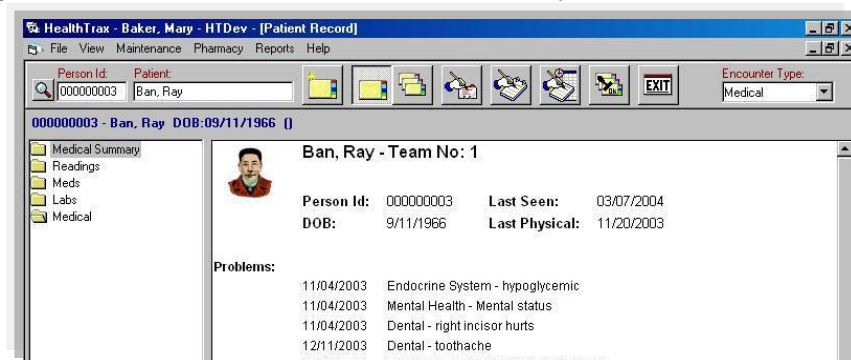 HealthTrax - Baker, Mary - HTDev - [Patient Record]
File View Maintenance Pharmacy Reports Help
Person Id: Patient: Encounter Type:
000000003 Ban, Ray EXIT Medical
000000003 - Ban, Ray DOB:09/11/1966 ()
Medical Summary
Readings
Meds
Labs
Medical
Ban, Ray - Team No: 1
Person Id: 000000003 Last Seen: 03/07/2004
DOB: 9/11/1966 Last Physical: 11/20/2003
Problems:
11/04/2003 Endocrine System - hypoglycemic
11/04/2003 Mental Health - Mental status
11/04/2003 Dental - right incisor hurts
12/11/2003 Dental - toothache